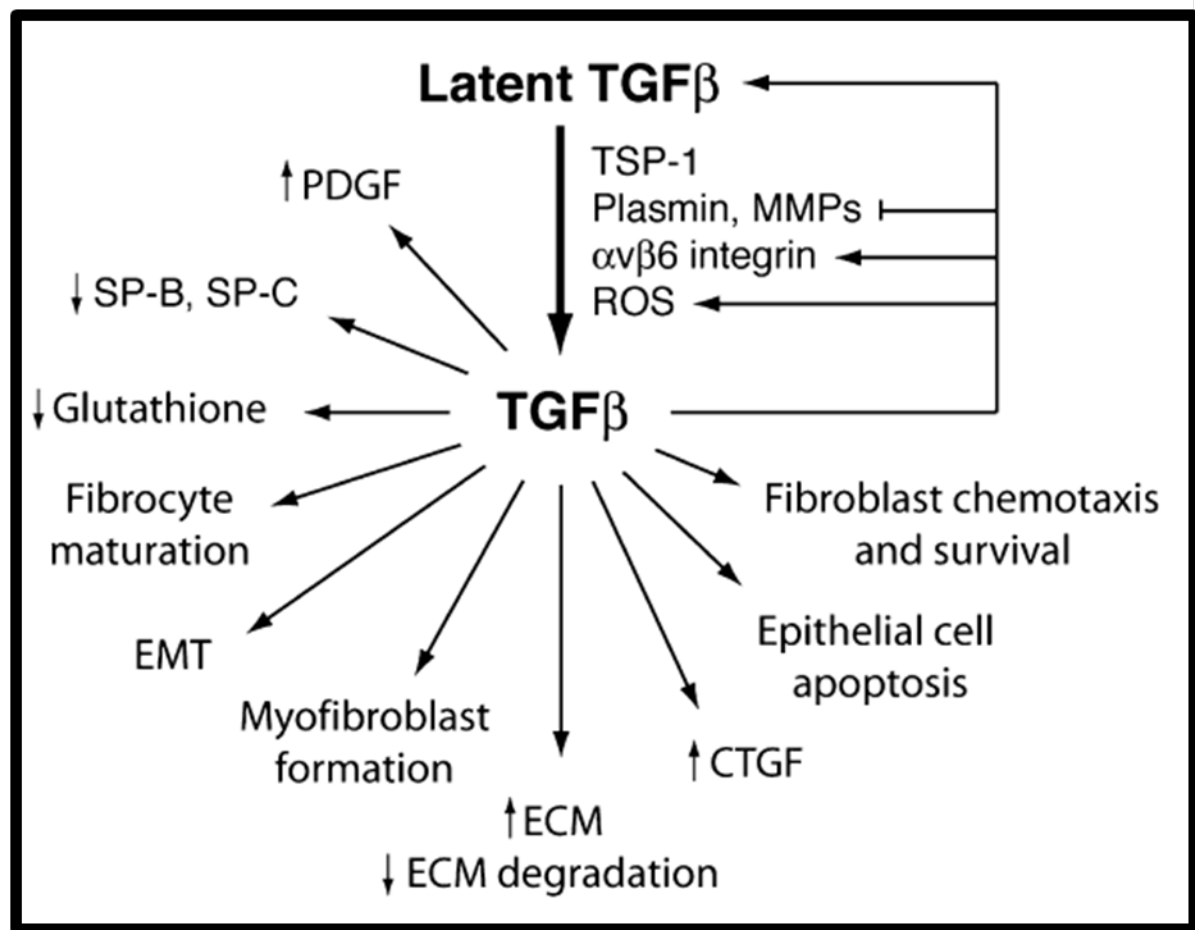 Latent TGFβ
TSP-1
Plasmin, MMPs
αvβ6 integrin
ROS
↑ PDGF
↓ SP-B, SP-C
↓ Glutathione
TGFβ
Fibrocyte
maturation
EMT
Myofibroblast
formation
↑ ECM
↓ ECM degradation
↑ CTGF
Epithelial cell
apoptosis
Fibroblast chemotaxis
and survival